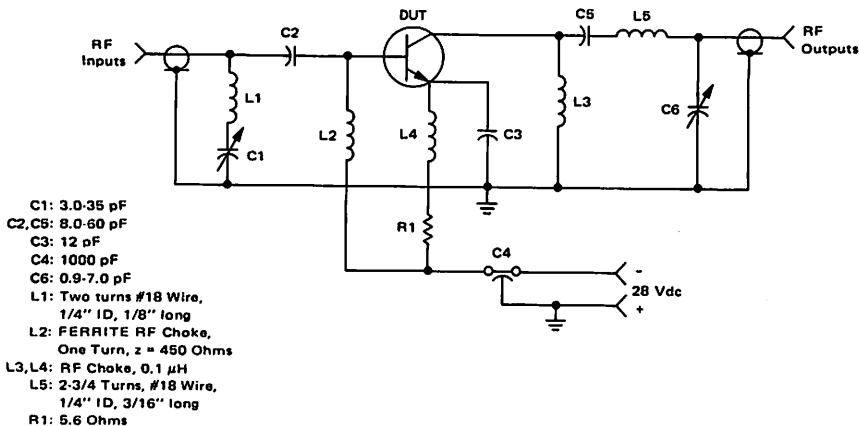 DUT
C2
C5
L5
RF
Inputs
RF
Outputs
L1
L2
L4
C3
L3
C6
C1
R1
C4
-
28 Vdc
+
C1: 3.0-35 pF
C2,C5: 8.0-60 pF
C3: 12 pF
C4: 1000 pF
C6: 0.9-7.0 pF
L1: Two turns #18 Wire,
1/4" ID, 1/8" long
L2: FERRITE RF Choke,
One Turn, z = 450 Ohms
L3,L4: RF Choke, 0.1 μH
L5: 2-3/4 Turns, #18 Wire,
1/4" ID, 3/16" long
R1: 5.6 Ohms